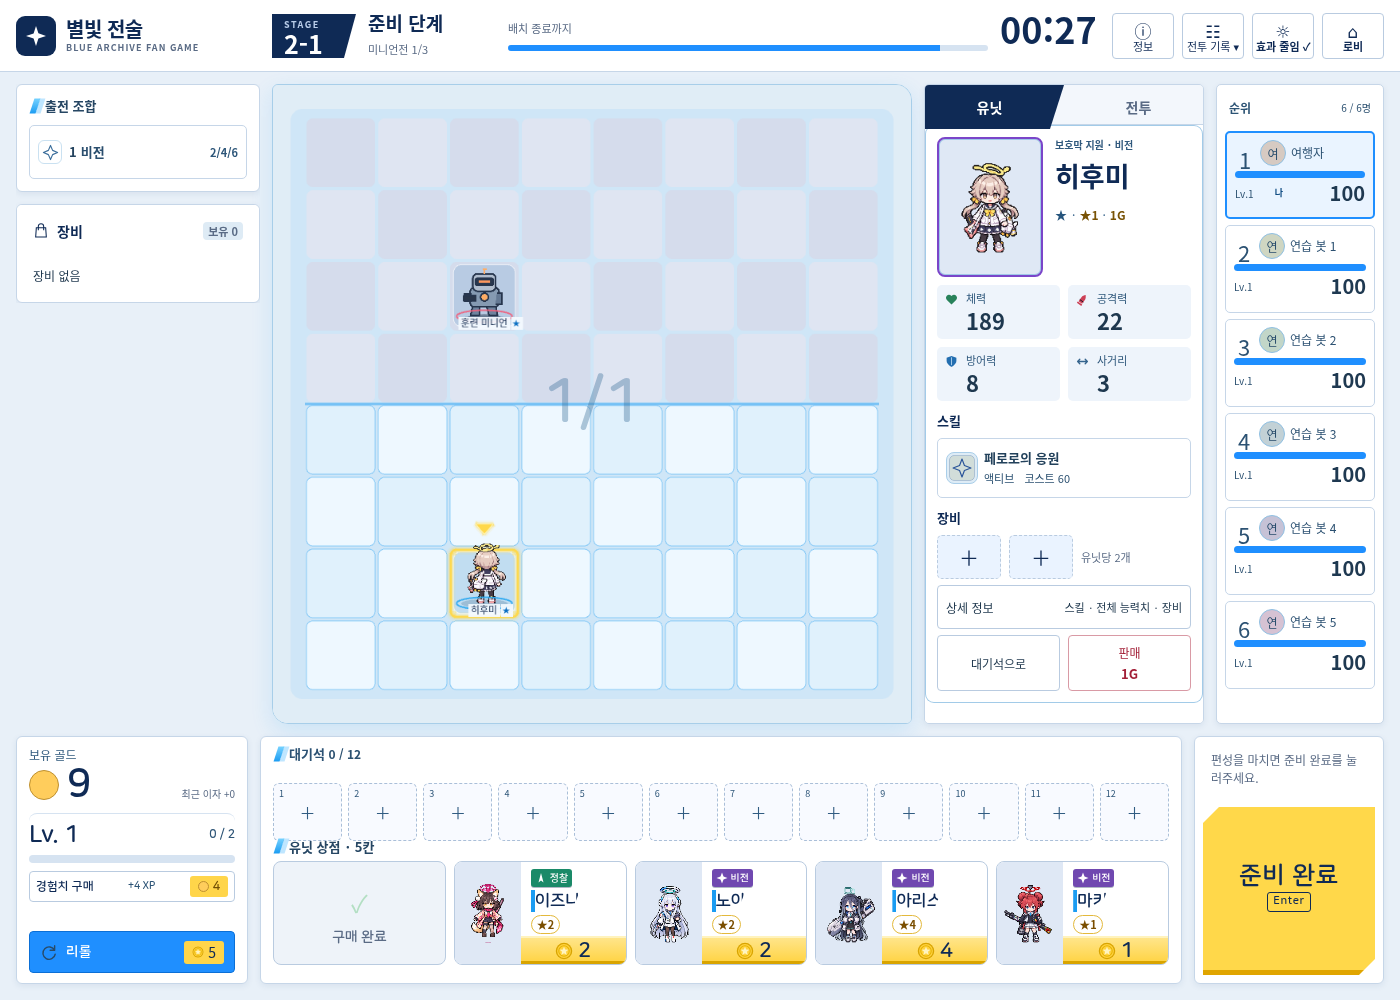 별빛 전술
BLUE ARCHIVE FAN GAME
STAGE
2-1
준비 단계
미니언전 1/3
배치 종료까지
00:27
정보
전투 기록 ▾
효과 줄임 ✓
로비
출전 조합
1 비전
2/4/6
장비
보유 0
장비 없음
1/1
훈련 미니언 ★
히후미 ★
유닛
전투
보호막 지원 · 비전
히후미
★ · ★1 · 1G
체력
189
공격력
22
방어력
8
사거리
3
스킬
페로로의 응원
액티브 코스트 60
장비
유닛당 2개
상세 정보
스킬 · 전체 능력치 · 장비
대기석으로
판매
1G
순위
6 / 6명
1
여
여행자
Lv.1
나
100
2
연
연습 봇 1
Lv.1
100
3
연
연습 봇 2
Lv.1
100
4
연
연습 봇 3
Lv.1
100
5
연
연습 봇 4
Lv.1
100
6
연
연습 봇 5
Lv.1
100
보유 골드
9
최근 이자 +0
Lv. 1
0 / 2
경험치 구매
+4 XP
4
리롤
5
대기석 0 / 12
1
2
3
4
5
6
7
8
9
10
11
12
유닛 상점 · 5칸
✓
구매 완료
정찰
이즈
★2
2
비전
노아
★2
2
비전
아리스
★4
4
비전
마키
★1
1
편성을 마치면 준비 완료를 눌
러주세요.
준비 완료
Enter